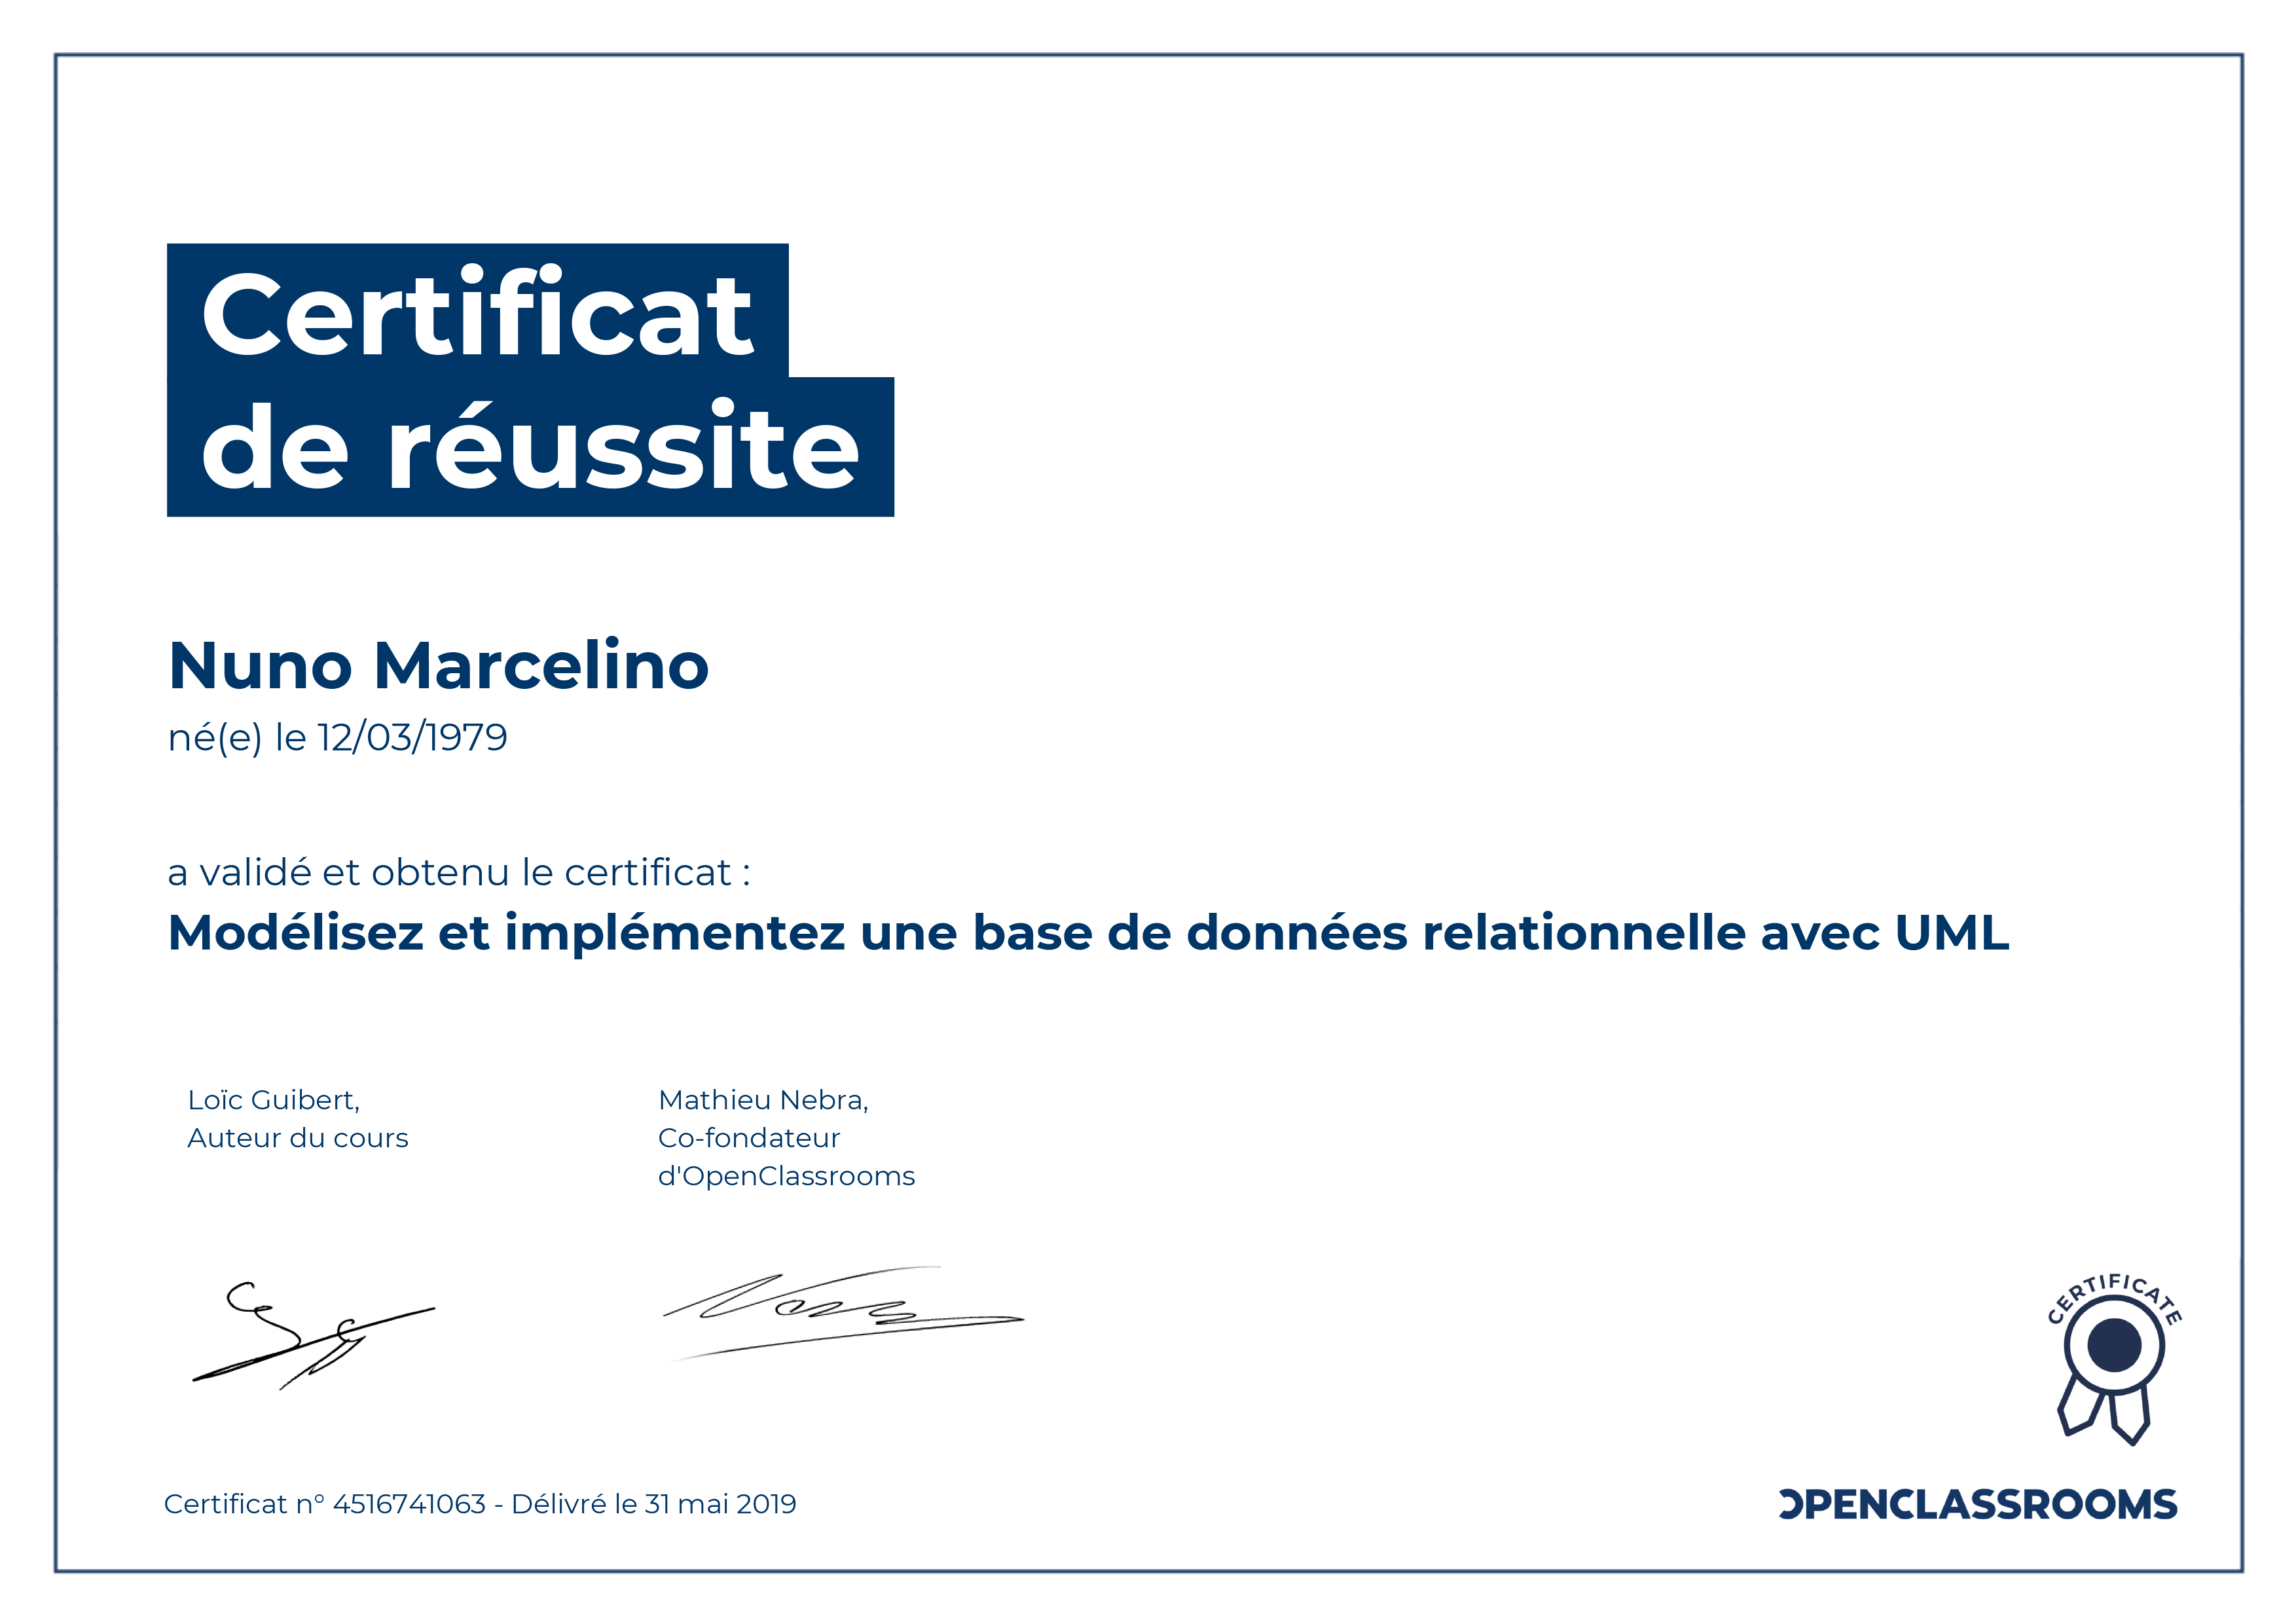 Certificat
de réussite
Nuno Marcelino
né(e) le 12/03/1979
a validé et obtenu le certificat :
Modélisez et implémentez une base de données relationnelle avec UML
Loïc Guibert,
Auteur du cours
Mathieu Nebra,
Co-fondateur
d'OpenClassrooms
CERTIFICATE
Certificat n° 4516741063 - Délivré le 31 mai 2019
OPENCLASSROOMS